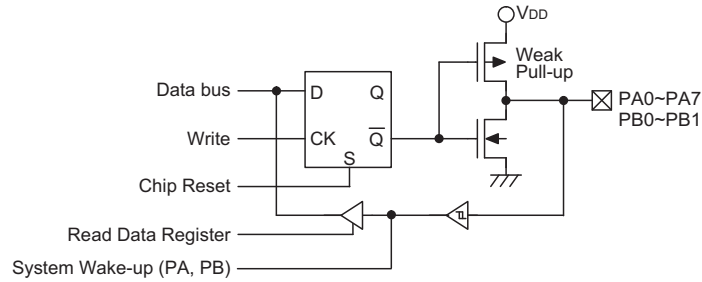 VDD
Weak
Pull-up
Data bus
D
Q
PA0~PA7
PB0~PB1
Write
CK
Q
S
Chip Reset
Read Data Register
System Wake-up (PA, PB)